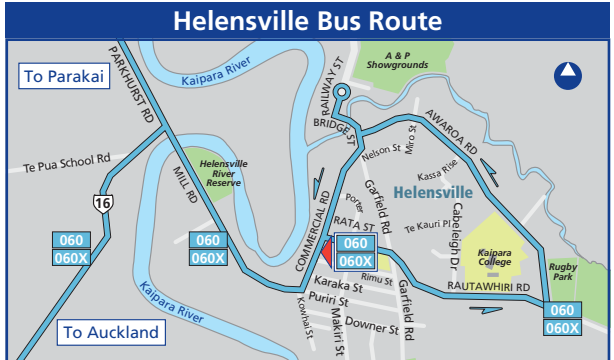 Helensville Bus Route
A & P
Showgrounds
To Parakai
Kaipara River
PARKHURST RD
RAILWAY ST
BRIDGE ST
AWAROA RD
Miro St
Nelson St
Kassa Rise
Te Pua School Rd
Helensville
River
Reserve
MILL RD
Helensville
16
Porter
Garfield Rd
COMMERCIAL RD
RATA ST
Te Kauri Pl
Cabeleigh Dr
Kaipara
College
Rugby
Park
060
060X
060
060X
060
060X
Rimu St
RAUTAWHIRI RD
Karaka St
Puriri St
Kowhai St
Makiri St
Downer St
Garfield Rd
060
060X
Kaipara River
To Auckland